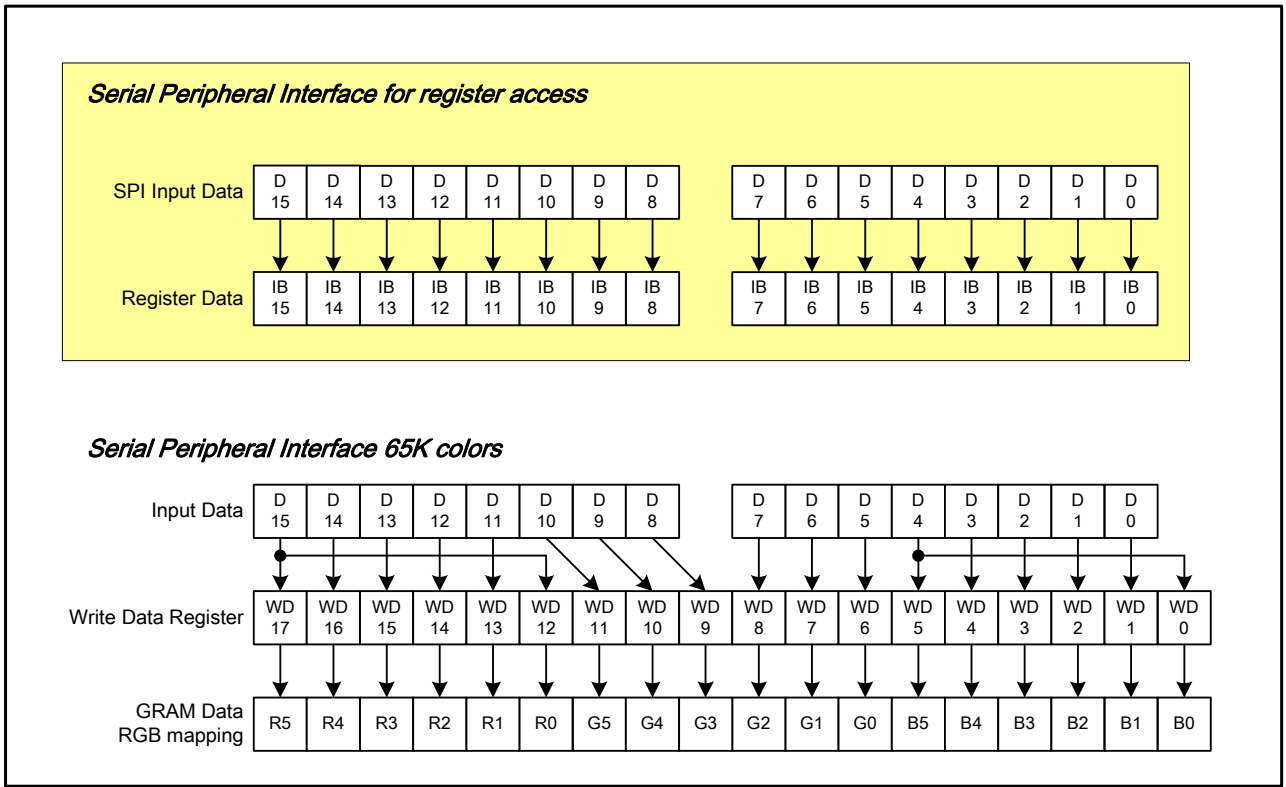 Serial Peripheral Interface for register access
SPI Input Data D 15 D 14 D 13 D 12 D 11 D 10 D 9 D 8 D 7 D 6 D 5 D 4 D 3 D 2 D 1 D 0
Register Data IB 15 IB 14 IB 13 IB 12 IB 11 IB 10 IB 9 IB 8 IB 7 IB 6 IB 5 IB 4 IB 3 IB 2 IB 1 IB 0
Serial Peripheral Interface 65K colors
Input Data D 15 D 14 D 13 D 12 D 11 D 10 D 9 D 8 D 7 D 6 D 5 D 4 D 3 D 2 D 1 D 0
Write Data Register WD 17 WD 16 WD 15 WD 14 WD 13 WD 12 WD 11 WD 10 WD 9 WD 8 WD 7 WD 6 WD 5 WD 4 WD 3 WD 2 WD 1 WD 0
GRAM Data
RGB mapping R5 R4 R3 R2 R1 R0 G5 G4 G3 G2 G1 G0 B5 B4 B3 B2 B1 B0